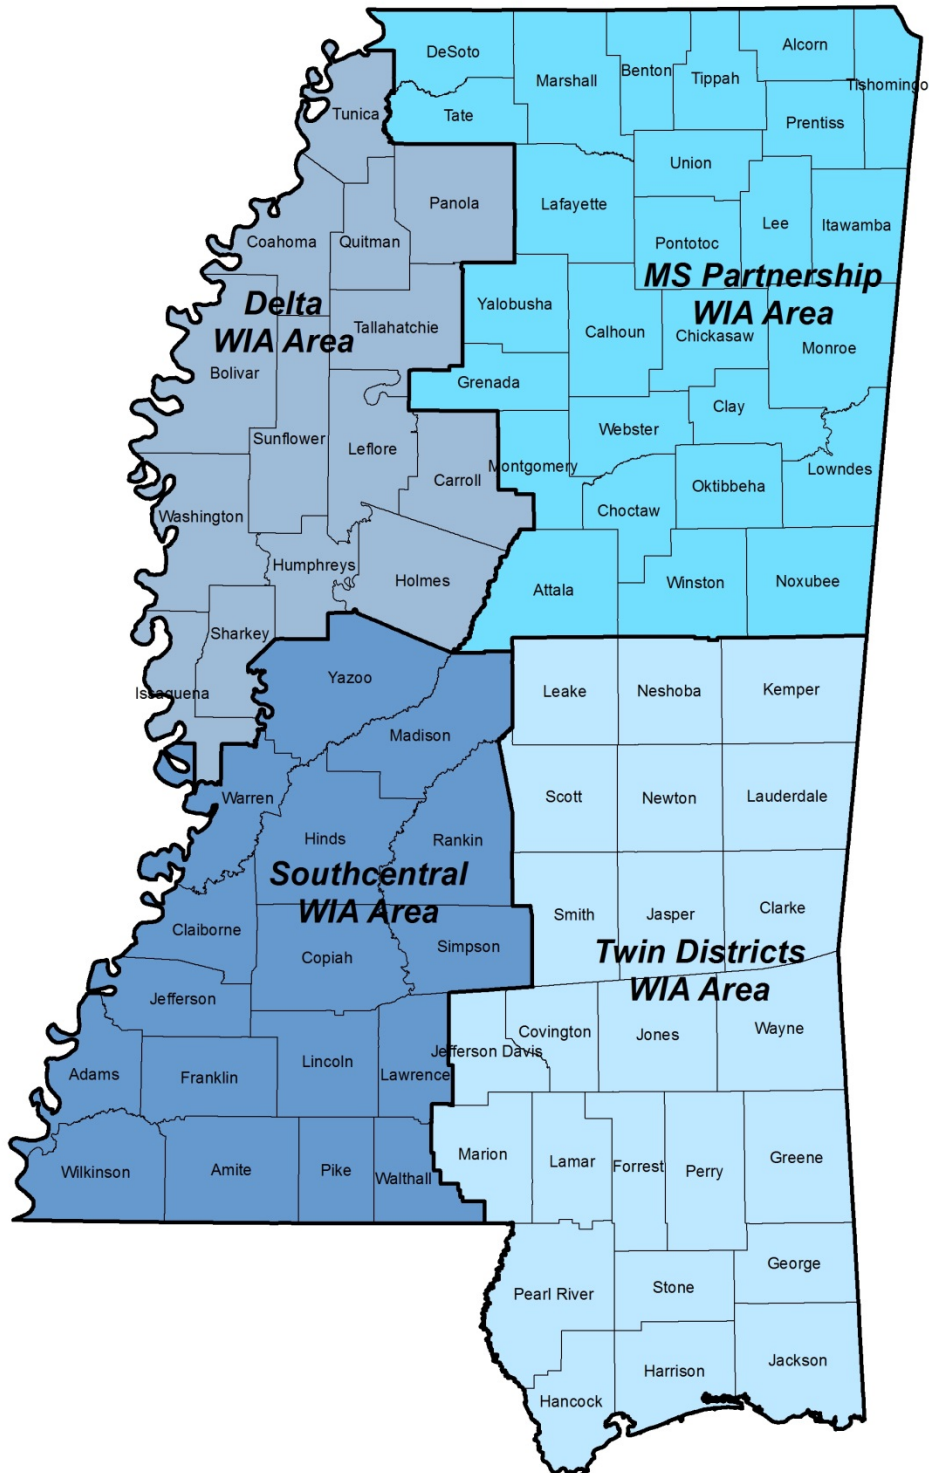 DeSoto
Marshall
Benton
Tippah
Alcorn
Tishomingo
Tunica
Tate
Prentiss
Union
Panola
Lafayette
Lee
Itawamba
Coahoma
Quitman
Pontotoc
MS Partnership
WIA Area
Delta
WIA Area
Yalobusha
Tallahatchie
Calhoun
Chickasaw
Monroe
Bolivar
Grenada
Clay
Sunflower
Leflore
Webster
Carroll
Montgomery
Lowndes
Oktibbeha
Choctaw
Washington
Humphreys
Holmes
Attala
Winston
Noxubee
Sharkey
Issaquena
Yazoo
Leake
Neshoba
Kemper
Madison
Warren
Scott
Newton
Lauderdale
Hinds
Rankin
Southcentral
WIA Area
Smith
Jasper
Clarke
Claiborne
Copiah
Simpson
Twin Districts
WIA Area
Jefferson
Covington
Jones
Wayne
Jefferson Davis
Adams
Franklin
Lincoln
Lawrence
Marion
Lamar
Forrest
Perry
Greene
Wilkinson
Amite
Pike
Walthall
George
Pearl River
Stone
Jackson
Harrison
Hancock